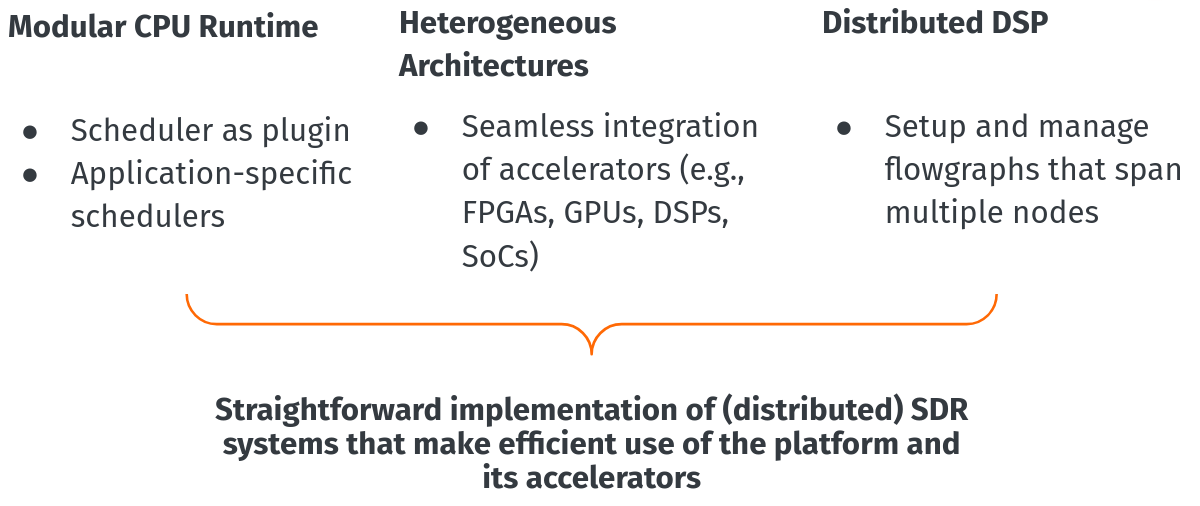 Modular CPU Runtime
● Scheduler as plugin
● Application-specific
schedulers
Heterogeneous
Architectures
● Seamless integration
of accelerators (e.g.,
FPGAs, GPUs, DSPs,
SoCs)
Distributed DSP
● Setup and manage
flowgraphs that span
multiple nodes
Straightforward implementation of (distributed) SDR
systems that make efficient use of the platform and
its accelerators